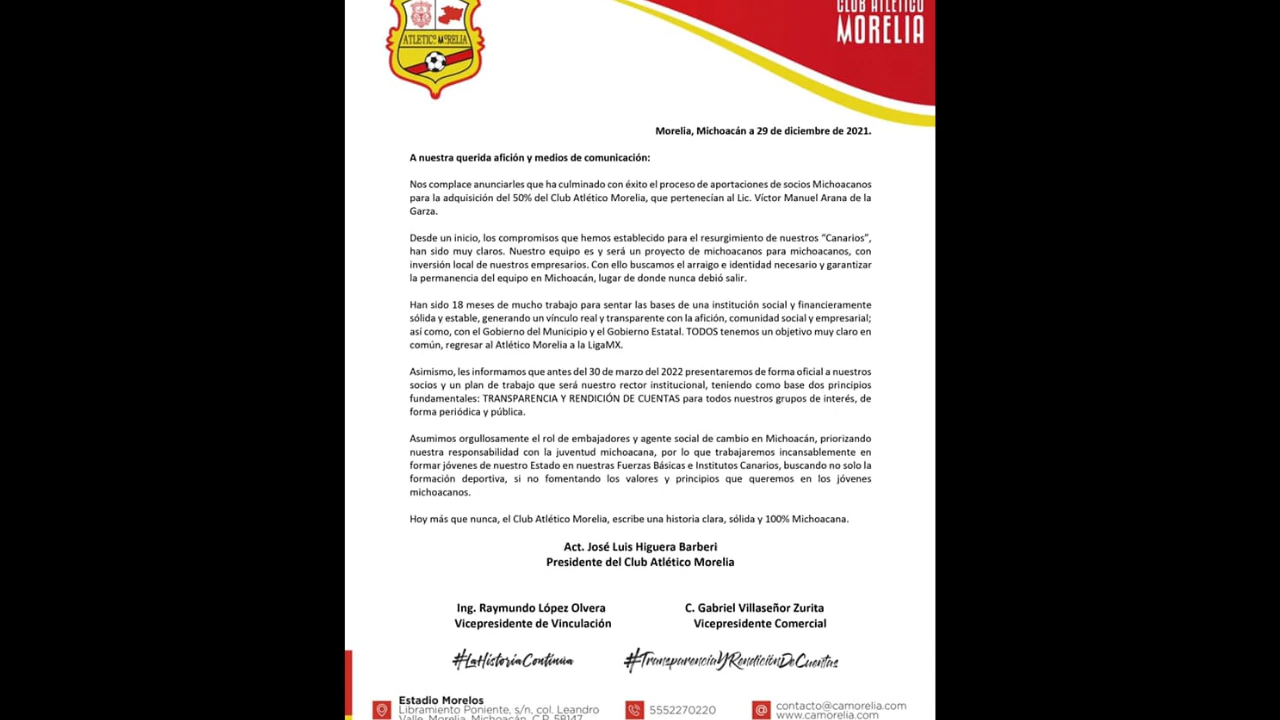 ATLETICO MORELIA
CLUB ATLÉTICO
MORELIA
Morelia, Michoacán a 29 de diciembre de 2021.
A nuestra querida afición y medios de comunicación:
Nos complace anunciarles que ha culminado con éxito el proceso de aportaciones de socios Michoacanos
para la adquisición del 50% del Club Atlético Morelia, que pertenecían al Lic. Víctor Manuel Arana de la
Garza.
Desde un inicio, los compromisos que hemos establecido para el resurgimiento de nuestros “Canarios”,
han sido muy claros. Nuestro equipo es y será un proyecto de michoacanos para michoacanos, con
inversión local de nuestros empresarios. Con ello buscamos el arraigo e identidad necesario y garantizar
la permanencia del equipo en Michoacán, lugar de donde nunca debió salir.
Han sido 18 meses de mucho trabajo para sentar las bases de una institución social y financieramente
sólida y estable, generando un vínculo real y transparente con la afición, comunidad social y empresarial;
así como, con el Gobierno del Municipio y el Gobierno Estatal. TODOS tenemos un objetivo muy claro en
común, regresar al Atlético Morelia a la LigaMX.
Asimismo, les informamos que antes del 30 de marzo del 2022 presentaremos de forma oficial a nuestros
socios y un plan de trabajo que será nuestro rector institucional, teniendo como base dos principios
fundamentales: TRANSPARENCIA Y RENDICIÓN DE CUENTAS para todos nuestros grupos de interés, de
forma periódica y pública.
Asumimos orgullosamente el rol de embajadores y agente social de cambio en Michoacán, priorizando
nuestra responsabilidad con la juventud michoacana, por lo que trabajaremos incansablemente en
formar jóvenes de nuestro Estado en nuestras Fuerzas Básicas e Institutos Canarios, buscando no solo la
formación deportiva, si no fomentando los valores y principios que queremos en los jóvenes
michoacanos.
Hoy más que nunca, el Club Atlético Morelia, escribe una historia clara, sólida y 100% Michoacana.
Act. José Luis Higuera Barberi
Presidente del Club Atlético Morelia
Ing. Raymundo López Olvera
Vicepresidente de Vinculación
C. Gabriel Villaseñor Zurita
Vicepresidente Comercial
#LaHistoriaContinúa
#TransparenciaYRendiciónDeCuentas
Estadio Morelos
Libramiento Poniente, s/n, col. Leandro
Valle, Morelia, Michoacán, C.P. 58147
5552270220
contacto@camorelia.com
www.camorelia.com